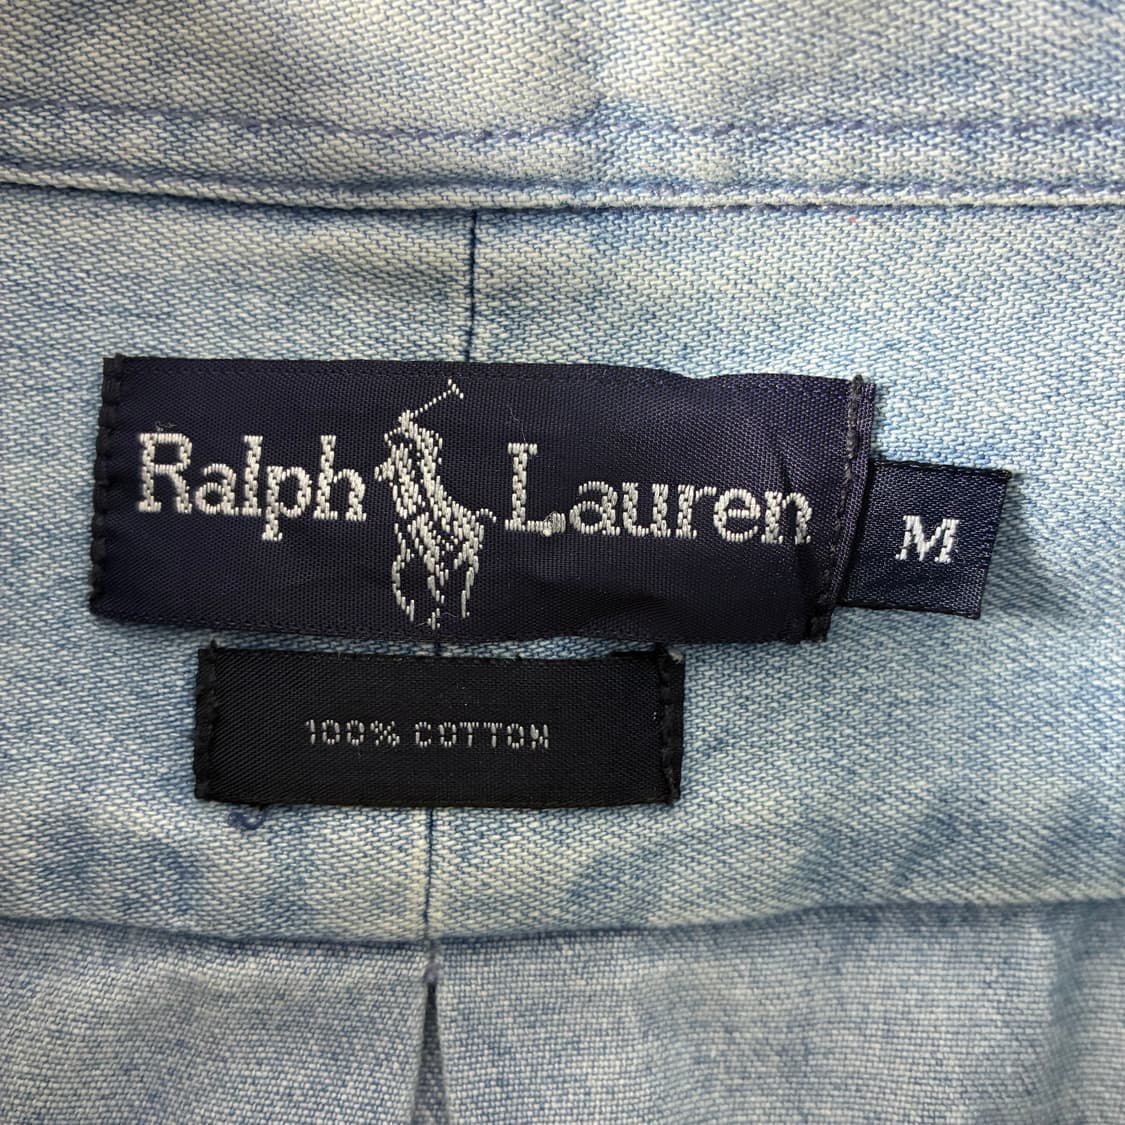 Ralph Lauren
M
100% COTTON